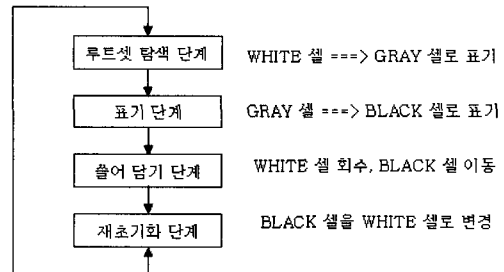 루트셋 탐색 단계 WHITE 셀 ===> GRAY 셀로 표기
표기 단계 GRAY 셀 ===> BLACK 셀로 표기
쓸어 담기 단계 WHITE 셀 회수, BLACK 셀 이동
재초기화 단계 BLACK 셀을 WHITE 셀로 변경